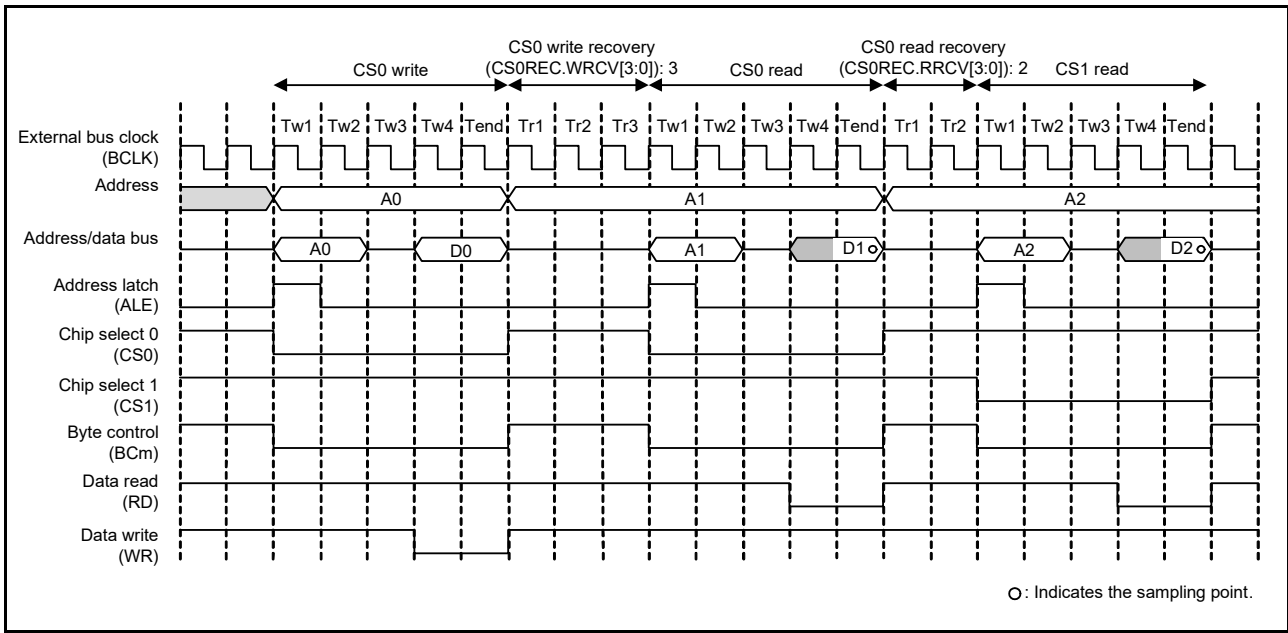 CS0 write
CS0 write recovery
(CS0REC.WRCV[3:0]): 3
CS0 read
CS0 read recovery
(CS0REC.RRCV[3:0]): 2
CS1 read
Tw1 Tw2 Tw3 Tw4 Tend Tr1 Tr2 Tr3 Tw1 Tw2 Tw3 Tw4 Tend Tr1 Tr2 Tw1 Tw2 Tw3 Tw4 Tend
External bus clock
(BCLK)
Address
A0 A1 A2
Address/data bus
A0 D0 A1 D1 A2 D2
Address latch
(ALE)
Chip select 0
(CS0)
Chip select 1
(CS1)
Byte control
(BCm)
Data read
(RD)
Data write
(WR)
: Indicates the sampling point.